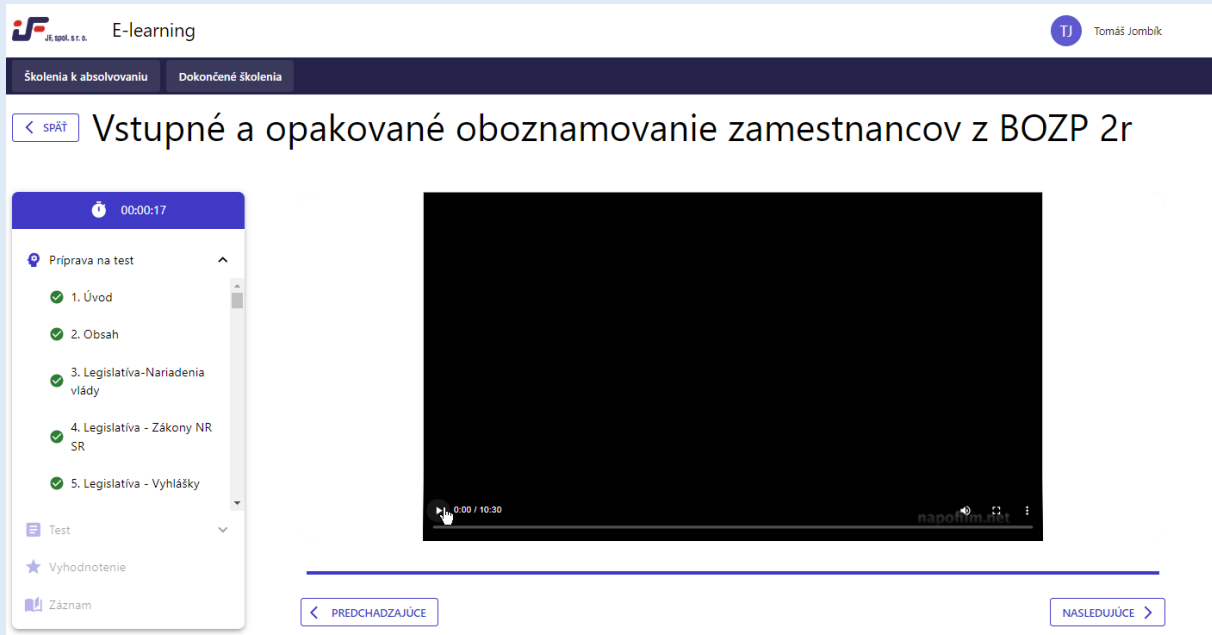 JF, spol. s r. o.
E-learning
TJ
Tomáš Jombík
Školenia k absolvovaniu
Dokončené školenia
SPÄŤ
Vstupné a opakované oboznamovanie zamestnancov z BOZP 2r
00:00:17
Príprava na test
1. Úvod
2. Obsah
3. Legislatíva-Nariadenia
vlády
4. Legislatíva - Zákony NR
SR
5. Legislatíva - Vyhlášky
Test
Vyhodnotenie
Záznam
0:00 / 10:30
napofilm.net
PREDCHADZAJÚCE
NASLEDUJÚCE